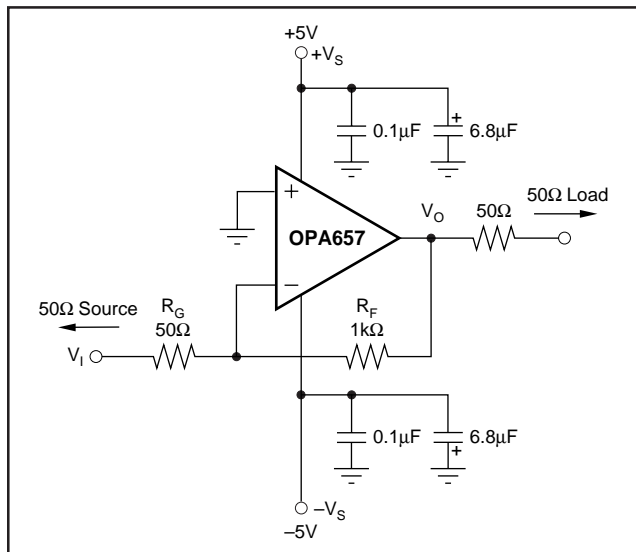 +5V
+V_S
+
0.1μF
6.8μF
+
OPA657
−
V_O
50Ω
50Ω Load
50Ω Source
R_G
50Ω
V_I
R_F
1kΩ
0.1μF
6.8μF
+
−V_S
−5V